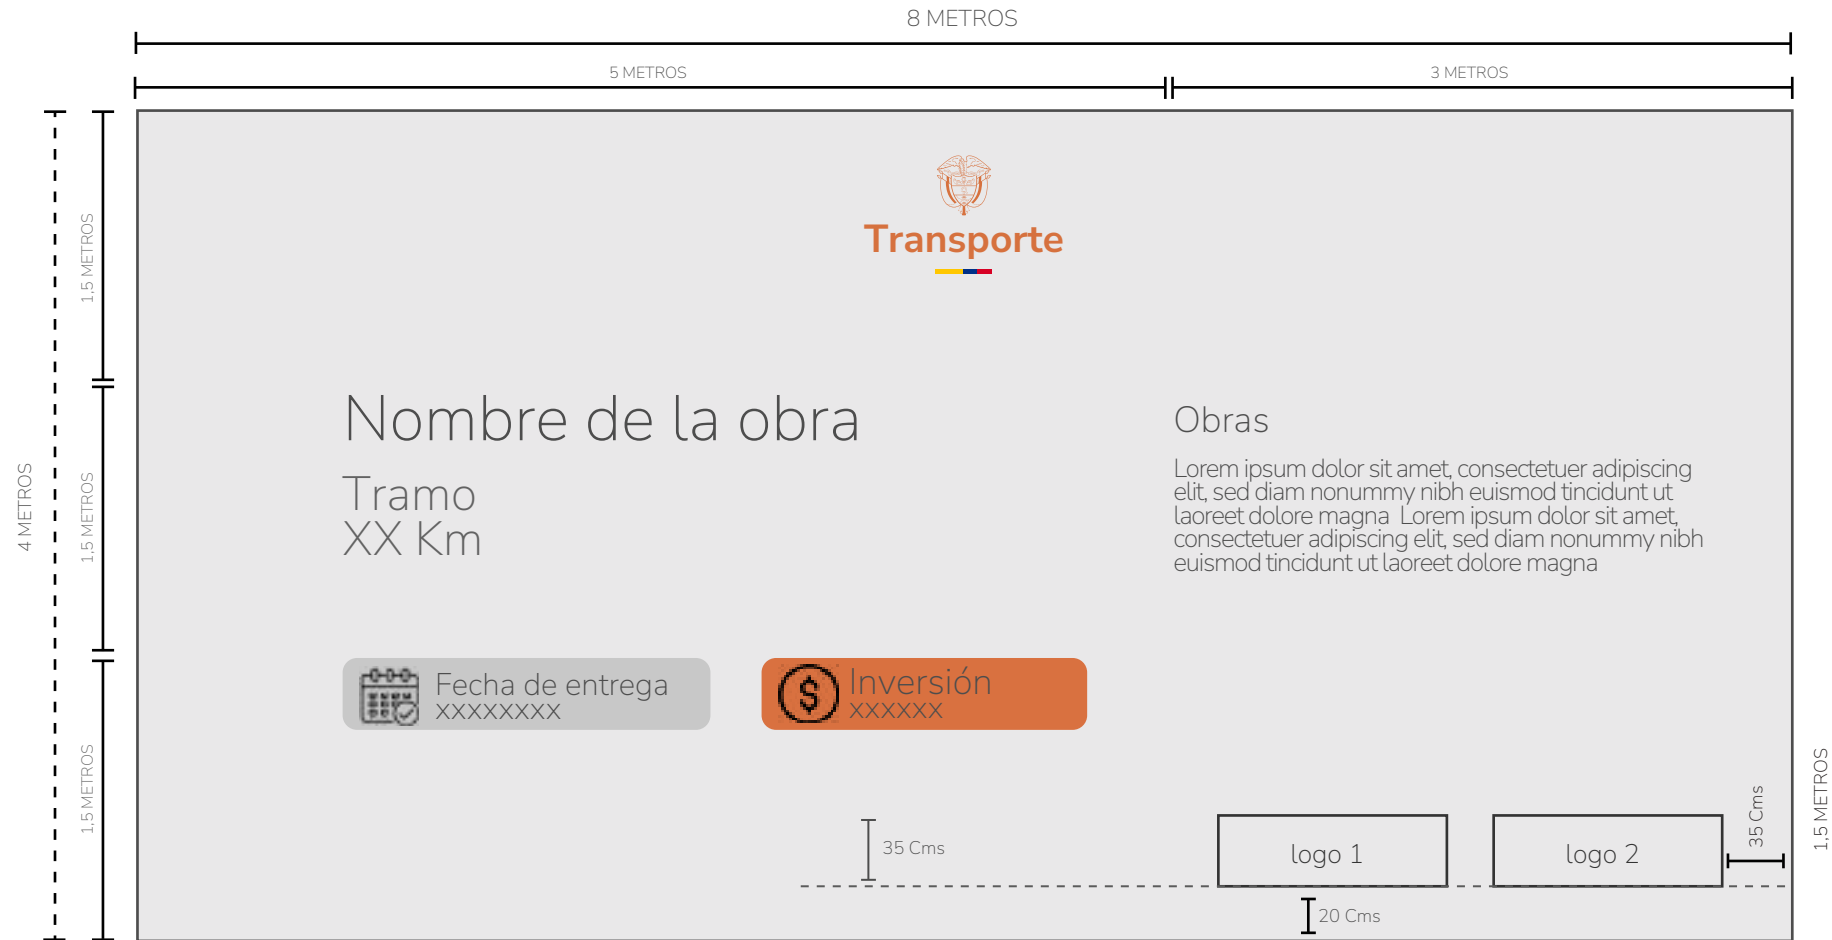 8 METROS
5 METROS
3 METROS
Transporte
1,5 METROS
4 METROS
1,5 METROS
1,5 METROS
Nombre de la obra
Tramo
XX Km
Obras
Lorem ipsum dolor sit amet, consectetuer adipiscing
elit, sed diam nonummy nibh euismod tincidunt ut
laoreet dolore magna  Lorem ipsum dolor sit amet,
consectetuer adipiscing elit, sed diam nonummy nibh
euismod tincidunt ut laoreet dolore magna
Fecha de entrega
xxxxxxxx
Inversión
xxxxxx
35 Cms
logo 1
logo 2
35 Cms
1,5 METROS
20 Cms